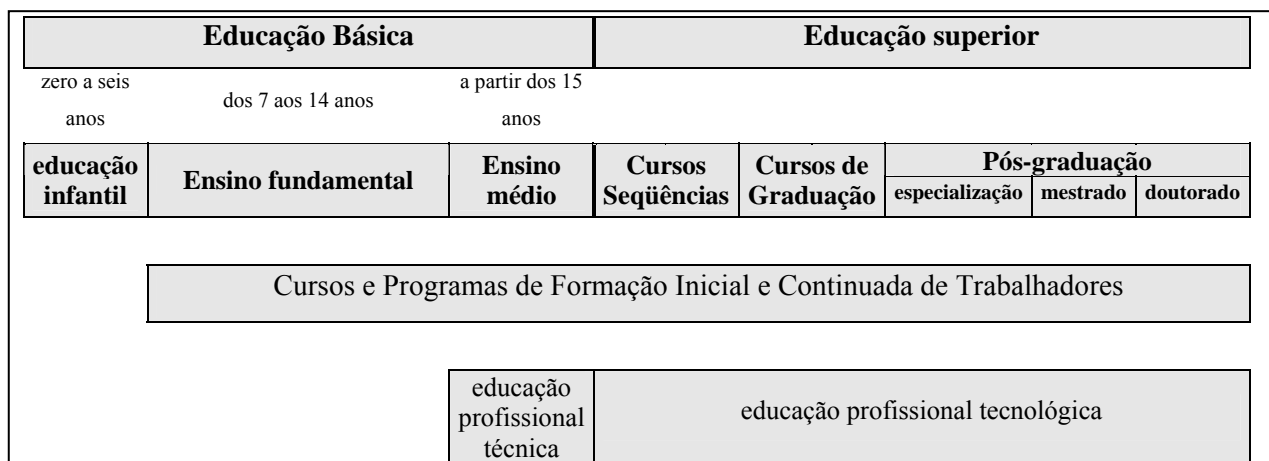 Educação Básica
Educação superior
zero a seis
anos
dos 7 aos 14 anos
a partir dos 15
anos
educação
infantil
Ensino fundamental
Ensino
médio
Cursos
Seqüências
Cursos de
Graduação
Pós-graduação
especialização
mestrado
doutorado
Cursos e Programas de Formação Inicial e Continuada de Trabalhadores
educação
profissional
técnica
educação profissional tecnológica